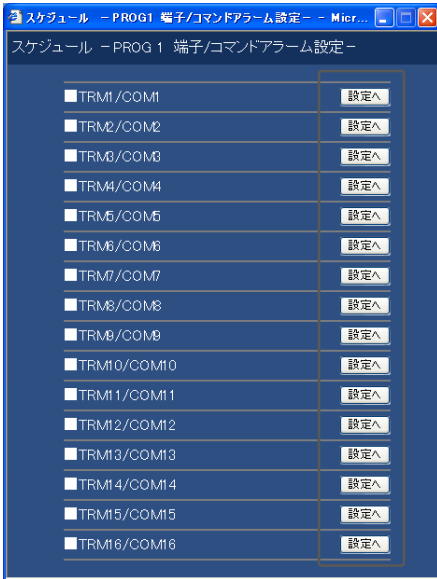 スケジュール －PROG1 端子/コマンドアラーム設定－ - Micr...
スケジュール －PROG 1 端子/コマンドアラーム設定－
■TRM1/COM1 設定へ
■TRM2/COM2 設定へ
■TRM3/COM3 設定へ
■TRM4/COM4 設定へ
■TRM5/COM5 設定へ
■TRM6/COM6 設定へ
■TRM7/COM7 設定へ
■TRM8/COM8 設定へ
■TRM9/COM9 設定へ
■TRM10/COM10 設定へ
■TRM11/COM11 設定へ
■TRM12/COM12 設定へ
■TRM13/COM13 設定へ
■TRM14/COM14 設定へ
■TRM15/COM15 設定へ
■TRM16/COM16 設定へ